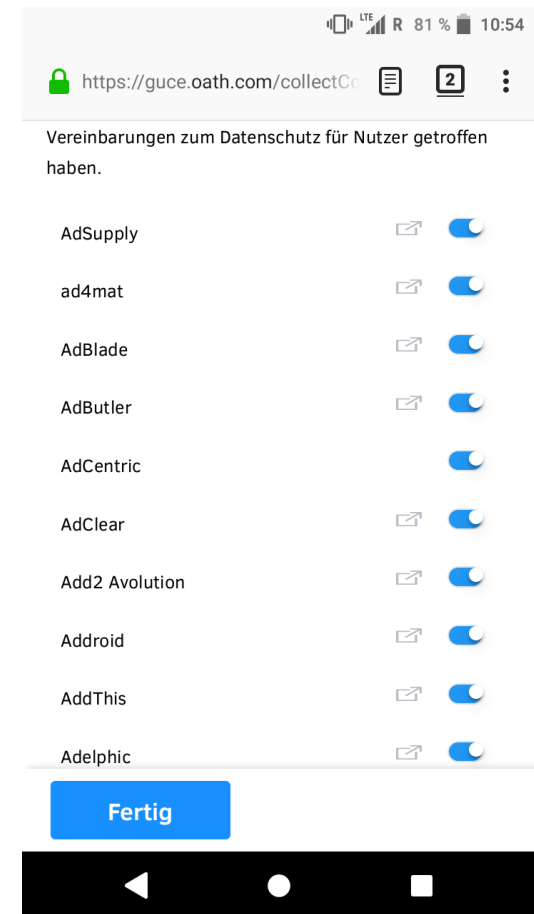 LTE R 81 % 10:54
https://guce.oath.com/collectCo 2
Vereinbarungen zum Datenschutz für Nutzer getroffen
haben.
AdSupply
ad4mat
AdBlade
AdButler
AdCentric
AdClear
Add2 Avolution
Addroid
AddThis
Adelphic
Fertig